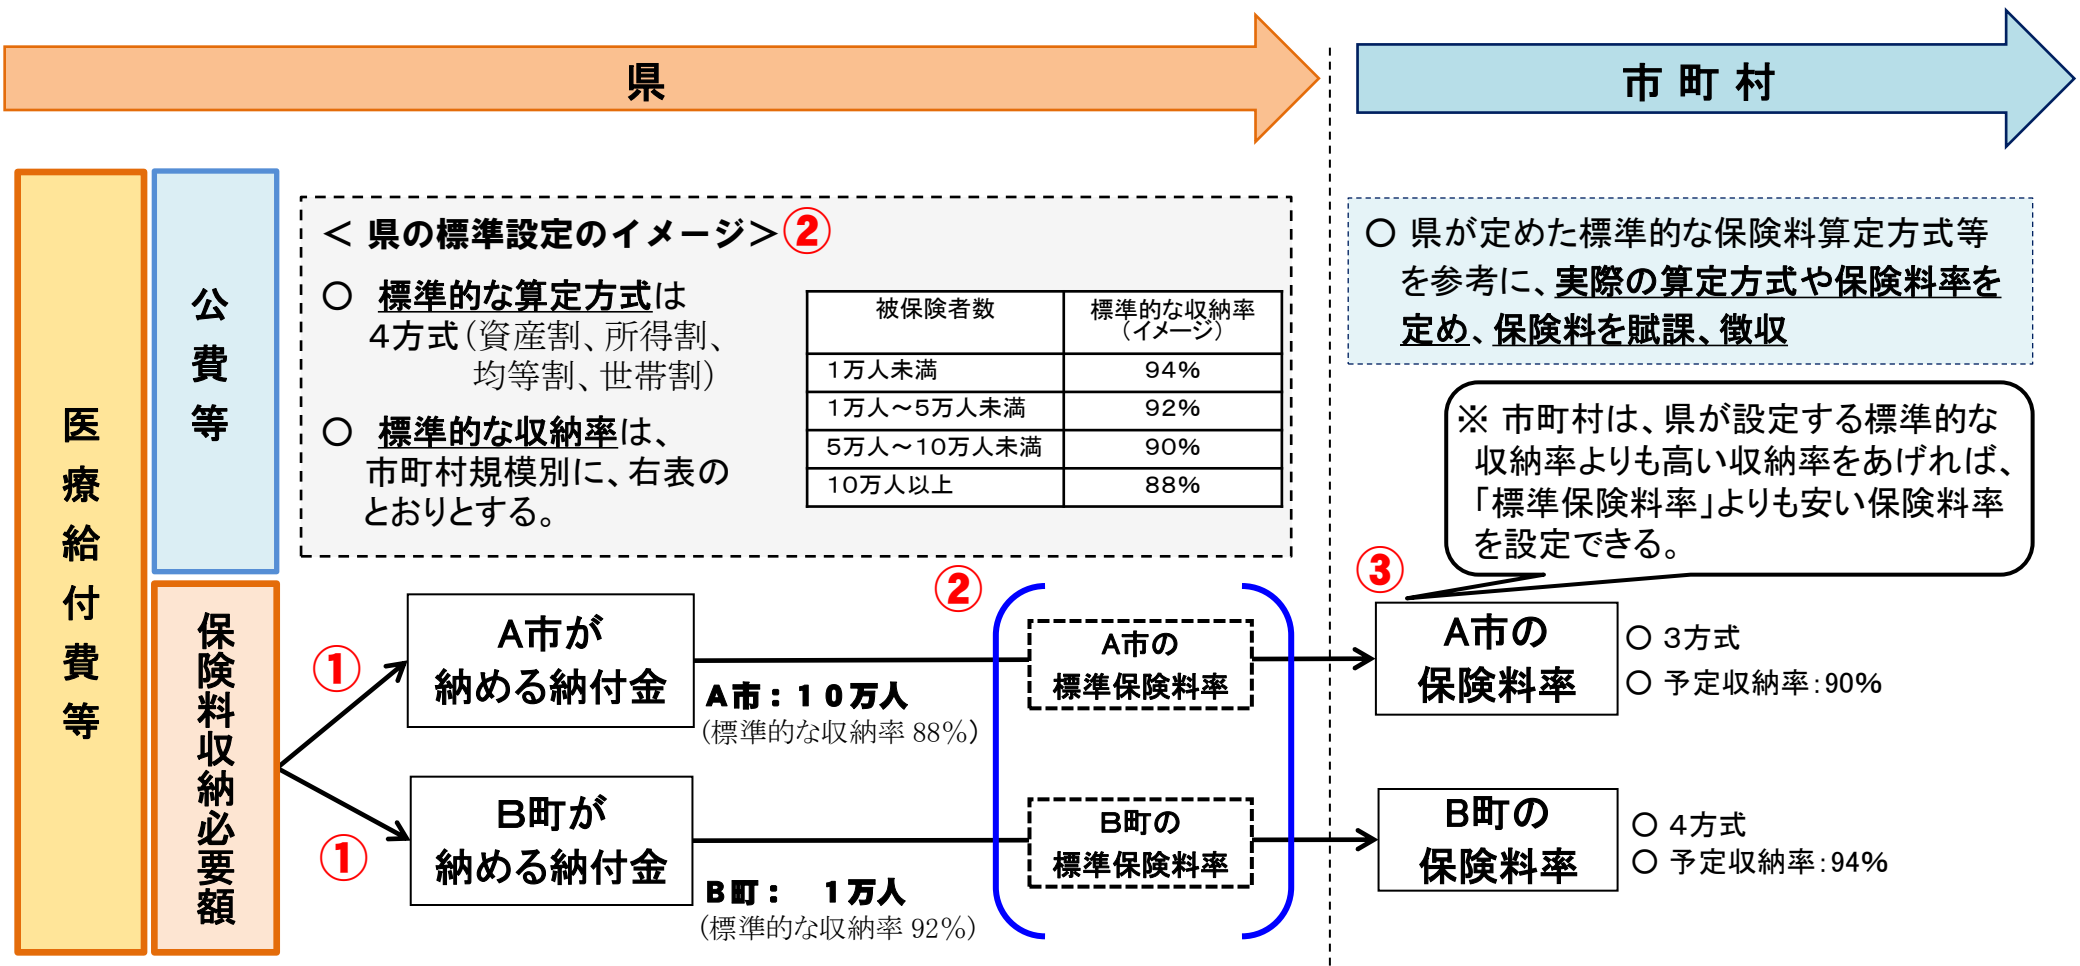 県
市町村
医療給付費等
公費等
保険料収納必要額
＜ 県の標準設定のイメージ＞②
○ 標準的な算定方式は
４方式（資産割、所得割、
均等割、世帯割）
○ 標準的な収納率は、
市町村規模別に、右表の
とおりとする。
被保険者数 標準的な収納率
（イメージ）
１万人未満 ９４％
１万人～５万人未満 ９２％
５万人～１０万人未満 ９０％
１０万人以上 ８８％
○ 県が定めた標準的な保険料算定方式等
を参考に、実際の算定方式や保険料率を
定め、保険料を賦課、徴収
※ 市町村は、県が設定する標準的な
収納率よりも高い収納率をあげれば、
「標準保険料率」よりも安い保険料率
を設定できる。
①
Ａ市が
納める納付金
Ａ市：１０万人
（標準的な収納率 88％）
②
Ａ市の
標準保険料率
③
Ａ市の
保険料率
○ ３方式
○ 予定収納率：90％
①
Ｂ町が
納める納付金
Ｂ町： １万人
（標準的な収納率 92％）
Ｂ町の
標準保険料率
Ｂ町の
保険料率
○ ４方式
○ 予定収納率：94％